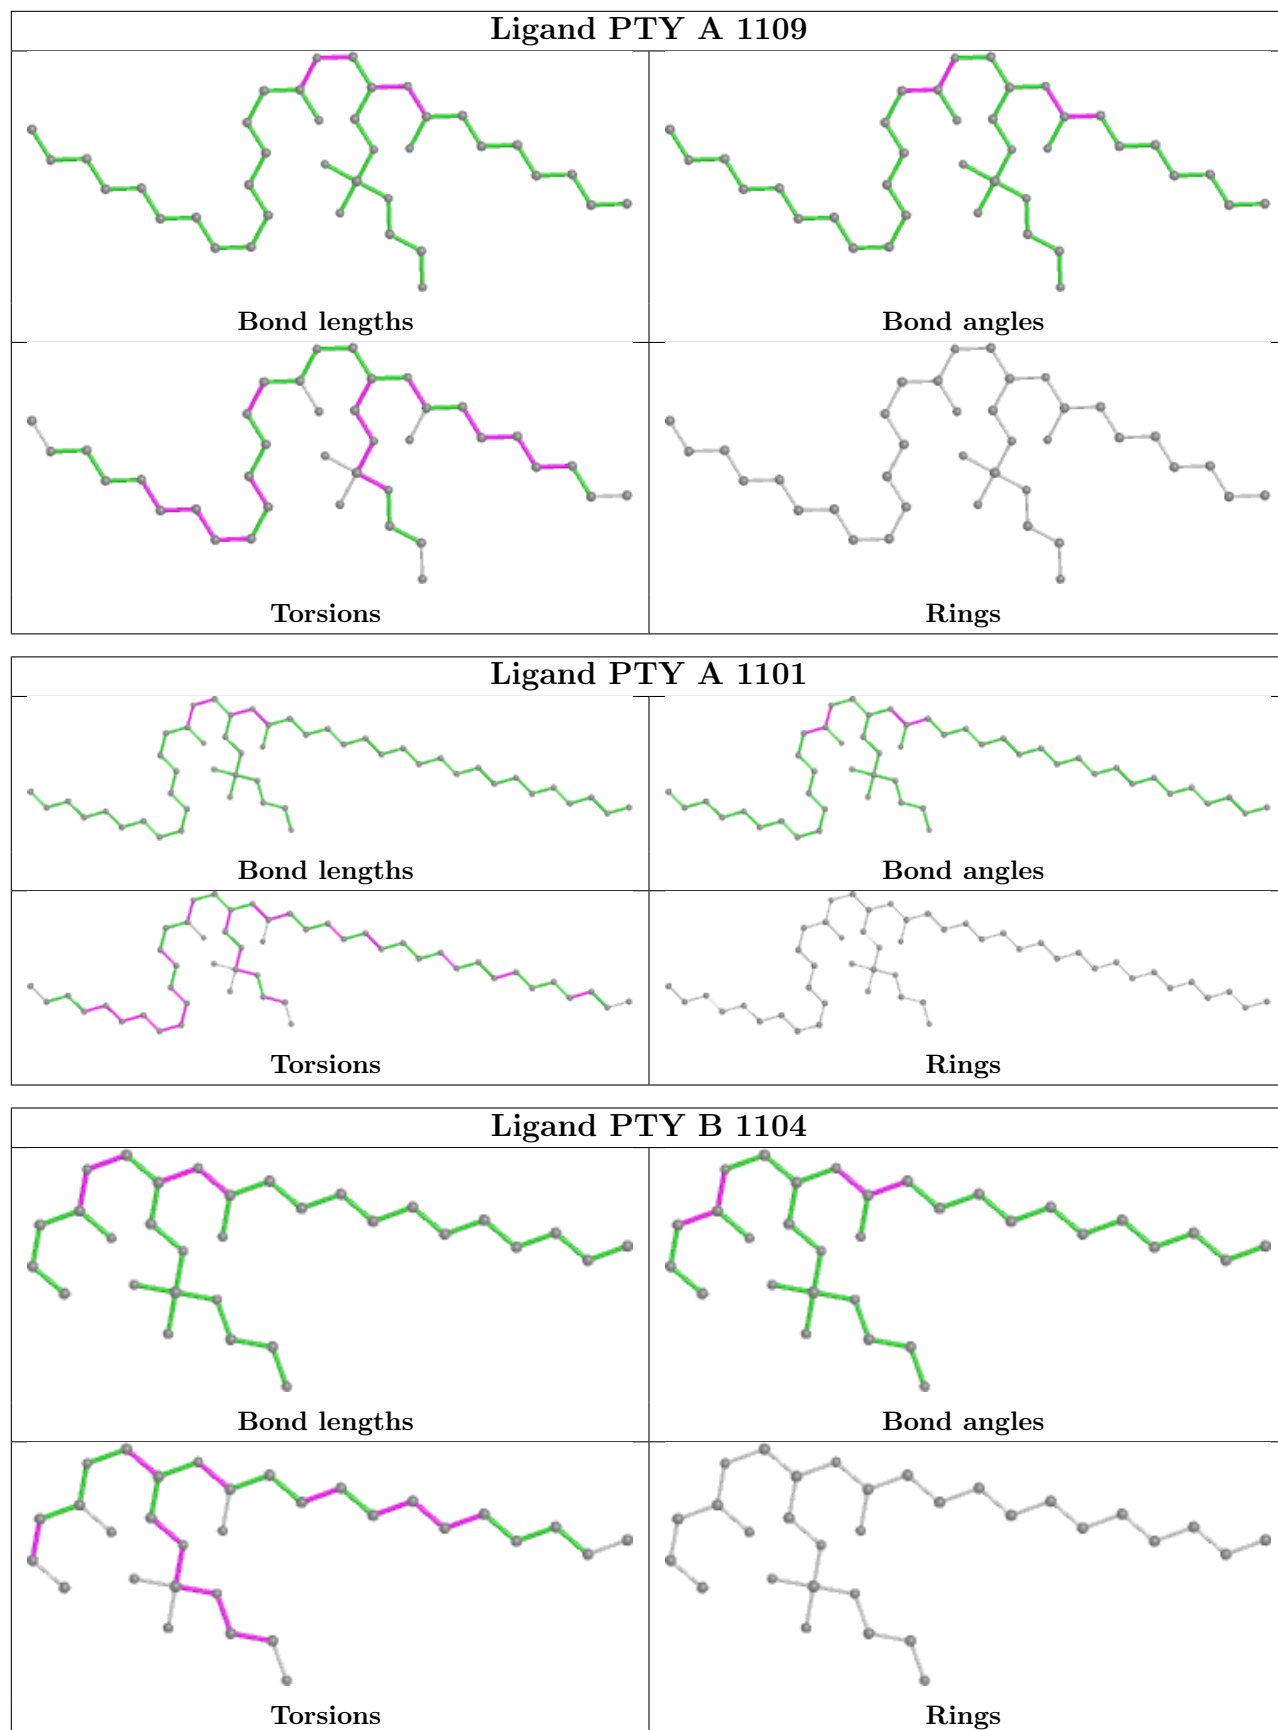 Ligand PTY A 1109
Bond lengths
Bond angles
Torsions
Rings
Ligand PTY A 1101
Bond lengths
Bond angles
Torsions
Rings
Ligand PTY B 1104
Bond lengths
Bond angles
Torsions
Rings